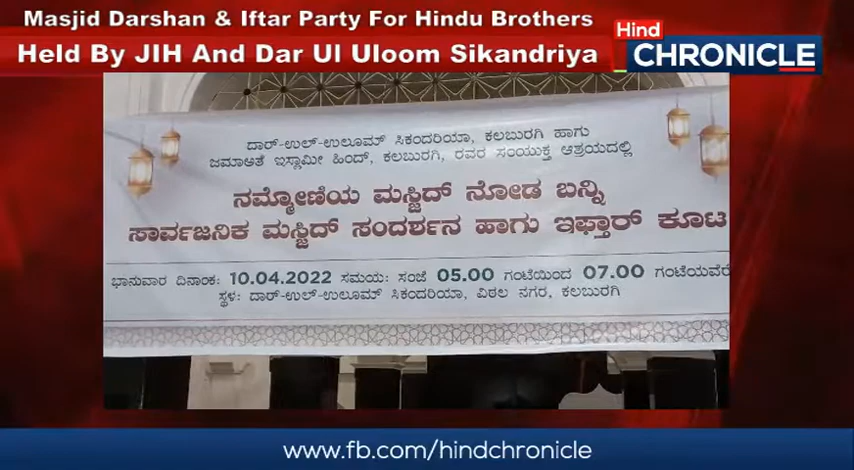 Masjid Darshan & Iftar Party For Hindu Brothers
Held By JIH And Dar Ul Uloom Sikandriya
Hind
CHRONICLE
ದಾರ್-ಉಲ್-ಉಲೂಮ್ ಸಿಕಂದರಿಯಾ, ಕಲಬುರಗಿ ಹಾಗು
ಜಮಾಅತೆ ಇಸ್ಲಾಮೀ ಹಿಂದ್, ಕಲಬುರಗಿ, ರವರ ಸಂಯುಕ್ತ ಆಶ್ರಯದಲ್ಲಿ
ನಮ್ಮೋಣಿಯ ಮಸ್ಜಿದ್ ನೋಡ ಬನ್ನಿ
ಸಾರ್ವಜನಿಕ ಮಸ್ಜಿದ್ ಸಂದರ್ಶನ ಹಾಗು ಇಫ್ತಾರ್ ಕೂಟ
ಭಾನುವಾರ ದಿನಾಂಕ: 10.04.2022 ಸಮಯ: ಸಂಜೆ 05.00 ಗಂಟೆಯಿಂದ 07.00 ಗಂಟೆಯವರೆ
ಸ್ಥಳ: ದಾರ್-ಉಲ್-ಉಲೂಮ್ ಸಿಕಂದರಿಯಾ, ವಿಠಲ ನಗರ, ಕಲಬುರಗಿ
www.fb.com/hindchronicle